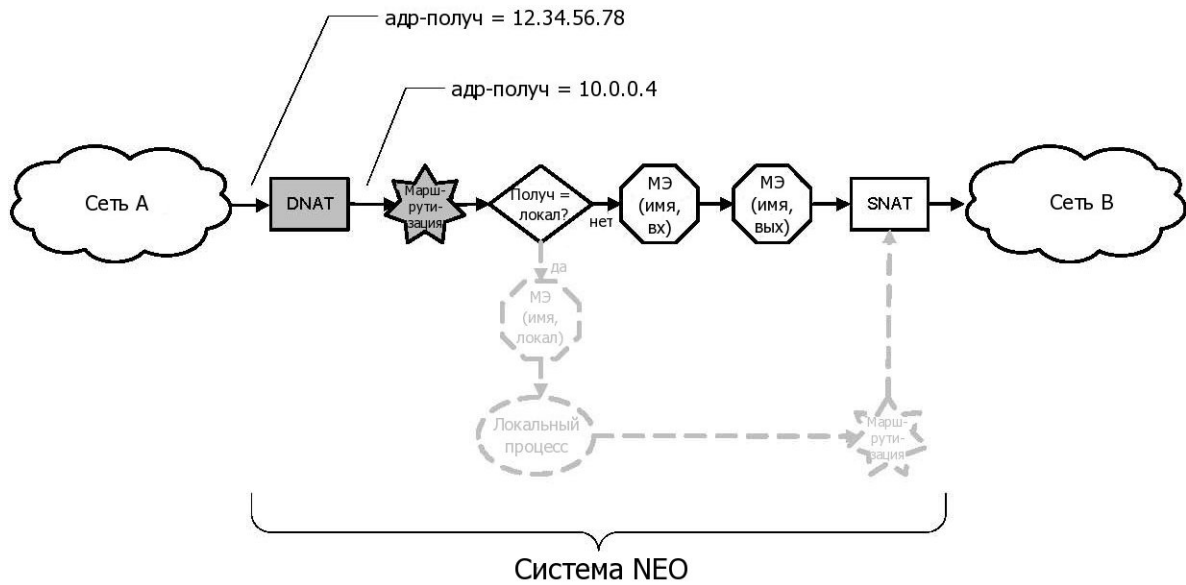 адр-получ = 12.34.56.78
адр-получ = 10.0.0.4
Сеть А
DNAT
Марш-
рути-
зация
Получ =
локал?
нет
МЭ
(имя,
вх)
МЭ
(имя,
вых)
SNAT
Сеть В
да
МЭ
(имя,
локал)
Локальный
процесс
Марш-
рути-
зация
Система NEO